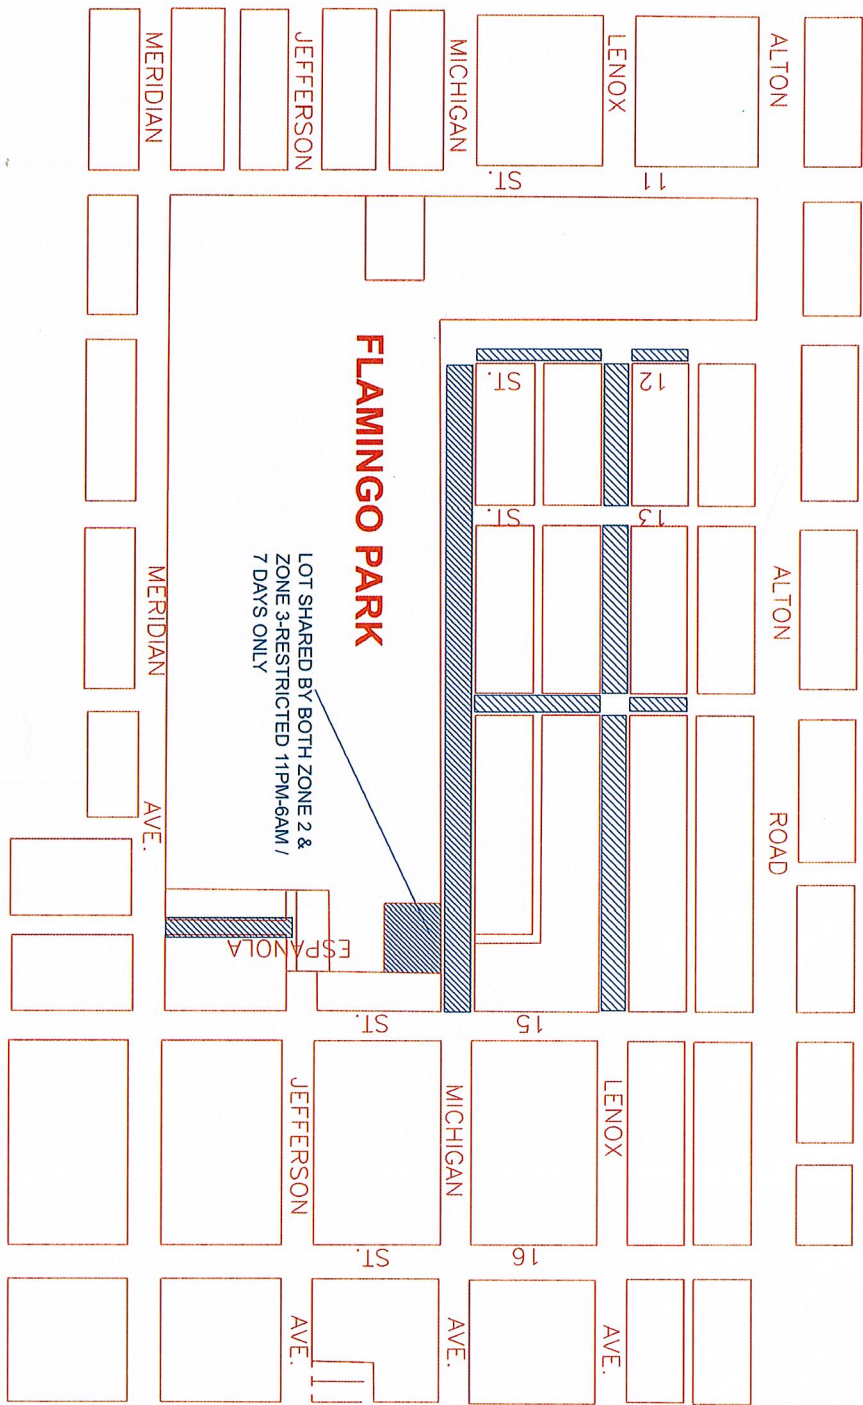 ALTON
LENOX
MICHIGAN
JEFFERSON
MERIDIAN
11
ST.
12
ST.
13
ST.
FLAMINGO PARK
LOT SHARED BY BOTH ZONE 2 &
ZONE 3-RESTRICTED 11PM-6AM /
7 DAYS ONLY
ALTON
ROAD
MERIDIAN
AVE.
ESPANOLA
15
ST.
LENOX
MICHIGAN
JEFFERSON
16
ST.
AVE.
AVE.
AVE.